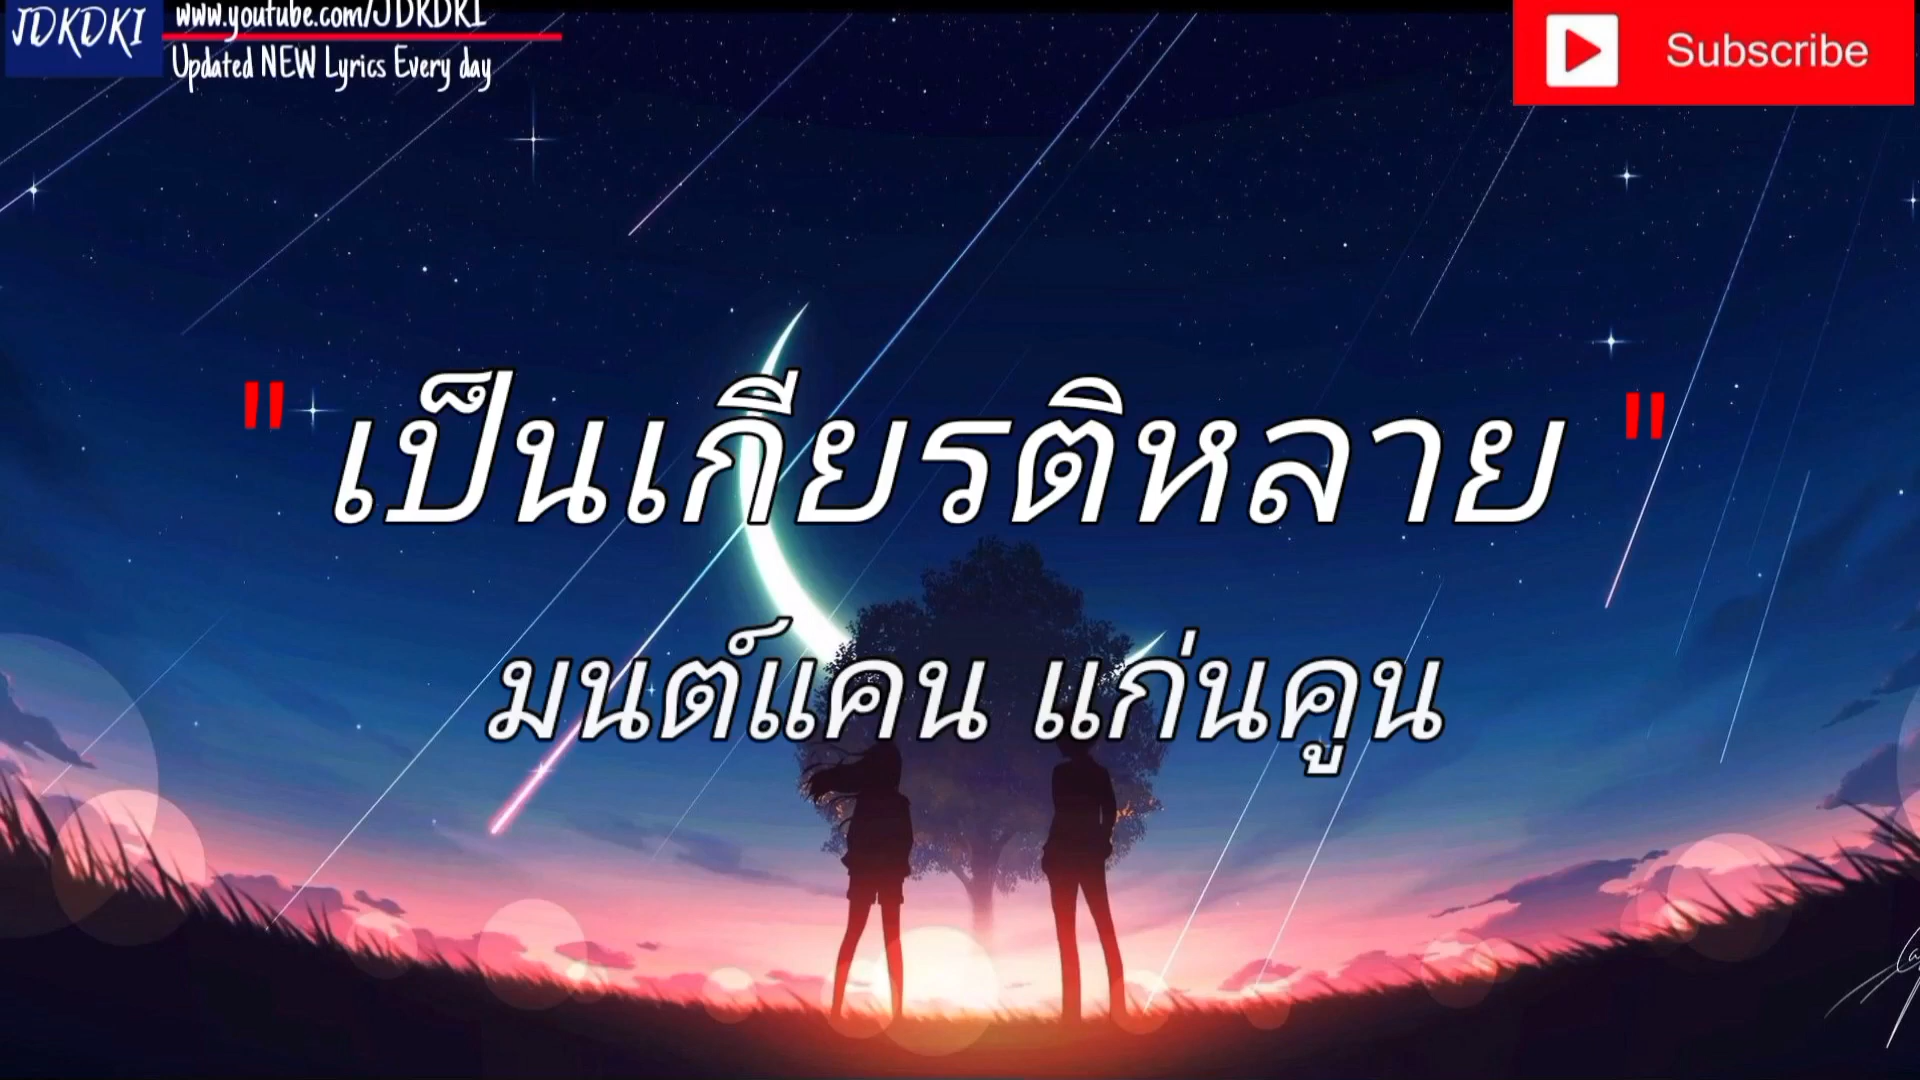 JDKDKI
www.youtube.com/JDKDKI
Updated NEW Lyrics Every day
Subscribe
" เป็นเกียรติหลาย "
มนต์แคน แก่นคูน